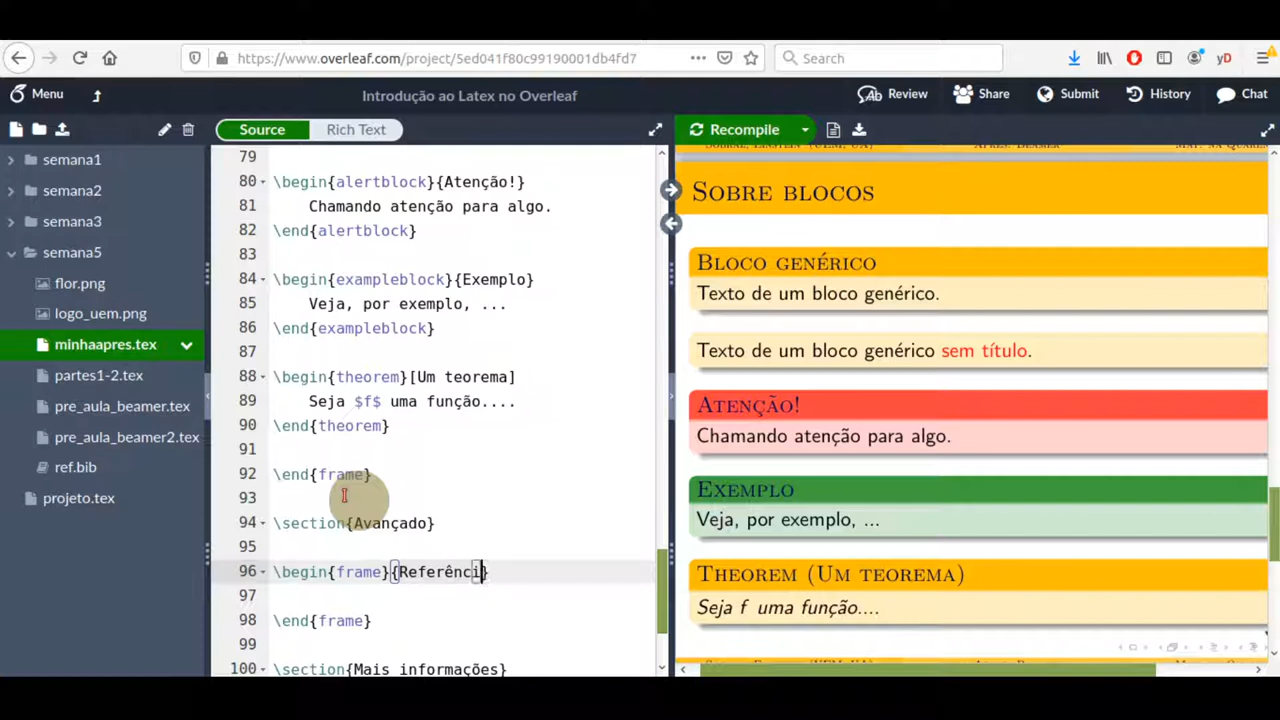 https://www.overleaf.com/project/5ed041f80c99190001db4fd7
Search
yD
Menu
Introdução ao Latex no Overleaf
Review
Share
Submit
History
Chat
Source
Rich Text
Recompile
semana1
semana2
semana3
semana5
flor.png
logo_uem.png
minhaapres.tex
partes1-2.tex
pre_aula_beamer.tex
pre_aula_beamer2.tex
ref.bib
projeto.tex
79
80 \begin{alertblock}{Atenção!}
81 Chamando atenção para algo.
82 \end{alertblock}
83
84 \begin{exampleblock}{Exemplo}
85 Veja, por exemplo, ...
86 \end{exampleblock}
87
88 \begin{theorem}[Um teorema]
89 Seja $f$ uma função....
90 \end{theorem}
91
92 \end{frame}
93
94 \section{Avançado}
95
96 \begin{frame}{Referênci}
97
98 \end{frame}
99
100 \section{Mais informações}
Sobre blocos
Bloco genérico
Texto de um bloco genérico.
Texto de um bloco genérico sem título.
Atenção!
Chamando atenção para algo.
Exemplo
Veja, por exemplo, ...
Theorem (Um teorema)
Seja f uma função....